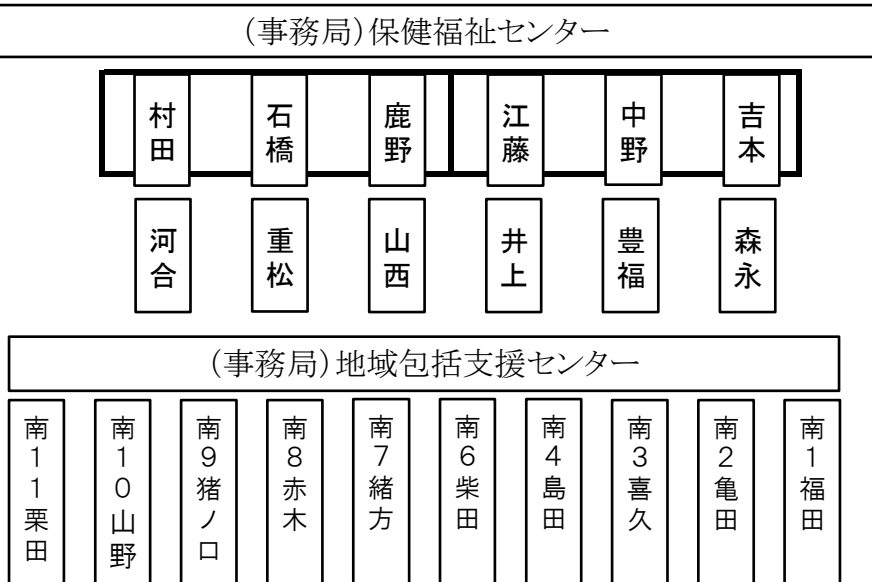 (事務局)保健福祉センター
村田
石橋
鹿野
江藤
中野
吉本
河合
重松
山西
井上
豊福
森永
(事務局)地域包括支援センター
南11栗田
南10山野
南9猪ノ口
南8赤木
南7緒方
南6柴田
南4島田
南3喜久
南2亀田
南1福田